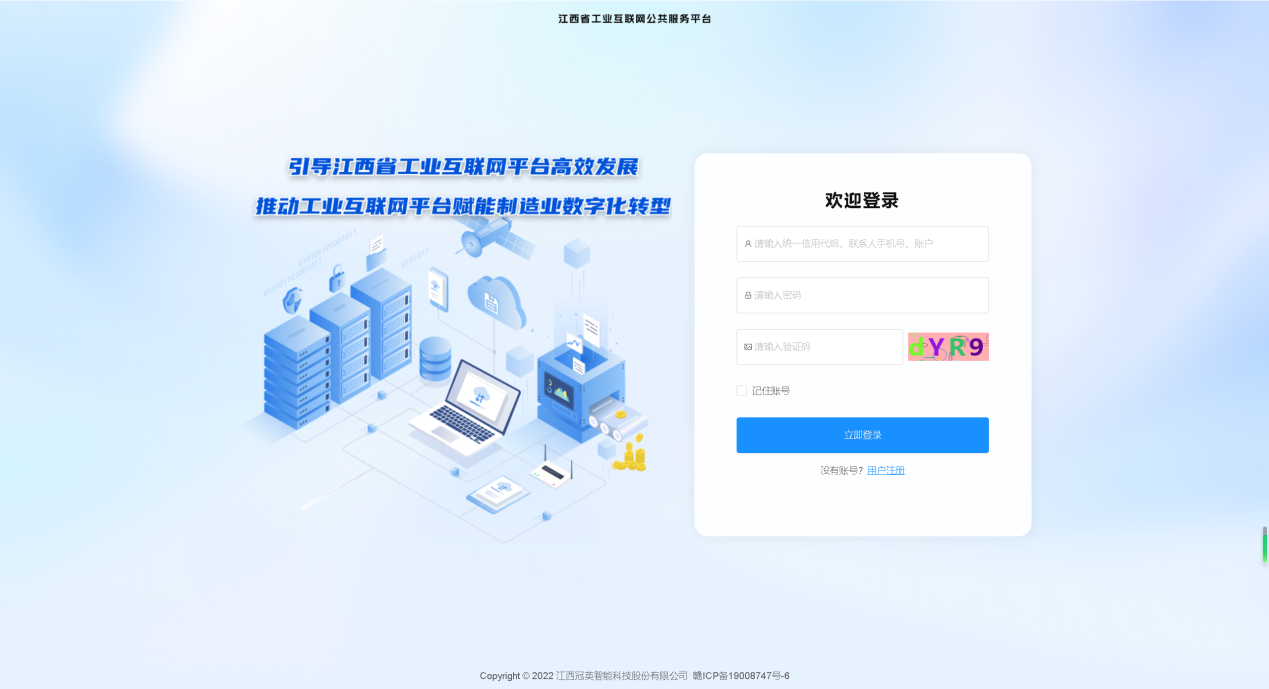 江西省工业互联网公共服务平台
引导江西省工业互联网平台高效发展
推动工业互联网平台赋能制造业数字化转型
欢迎登录
请输入统一信用代码、联系人手机号、账户
请输入密码
请输入验证码
dYR9
记住账号
立即登录
没有账号? 用户注册
Copyright © 2022 江西冠英智能科技股份有限公司 赣ICP备19008747号-6